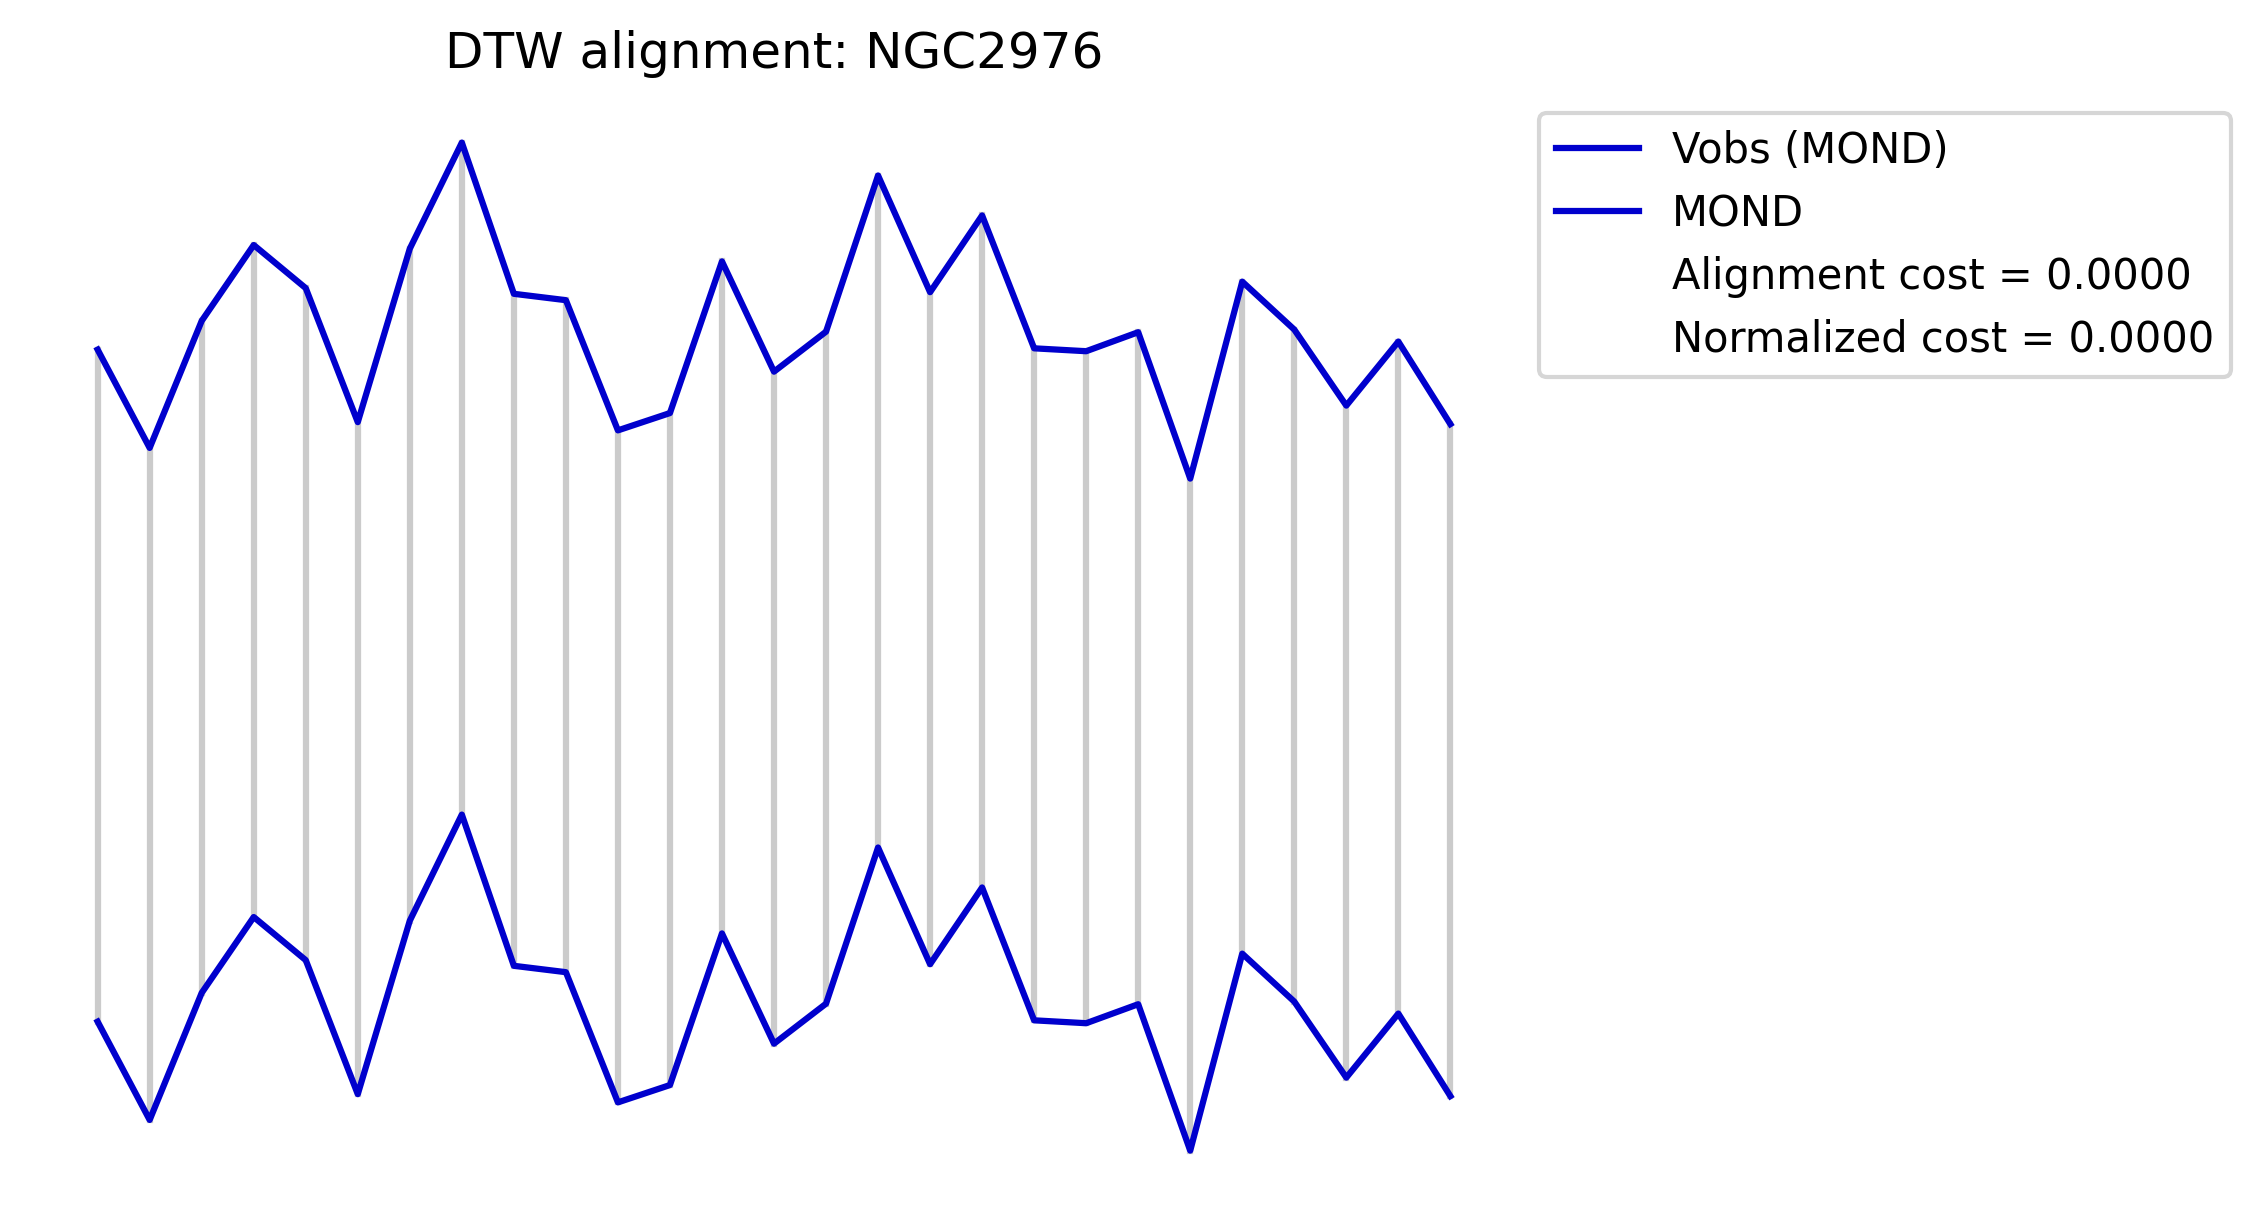 DTW alignment: NGC2976
Vobs (MOND)
MOND
Alignment cost = 0.0000
Normalized cost = 0.0000